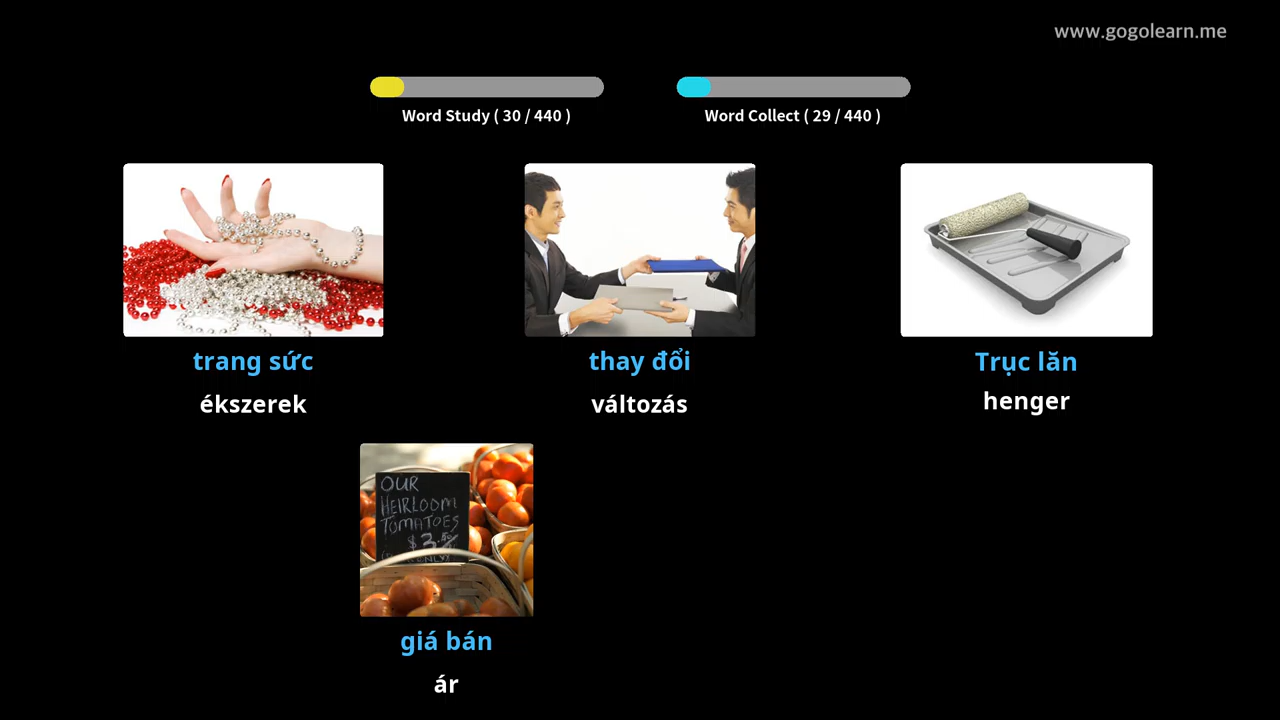 www.gogolearn.me
Word Study ( 30 / 440 )
Word Collect ( 29 / 440 )
trang sức
ékszerek
thay đổi
változás
Trục lăn
henger
OUR
HEIRLOOM
TOMATOES
giá bán
ár